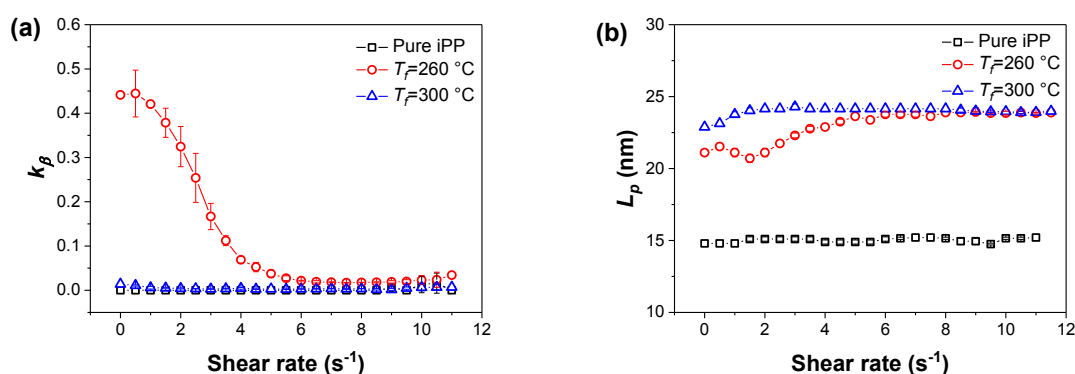 (a)
0.6
0.5
0.4
0.3
0.2
0.1
0.0
kβ
Pure iPP
Tf=260 °C
Tf=300 °C
0 2 4 6 8 10 12
Shear rate (s-1)
(b)
30
25
20
15
10
Lp (nm)
Pure iPP
Tf=260 °C
Tf=300 °C
0 2 4 6 8 10 12
Shear rate (s-1)